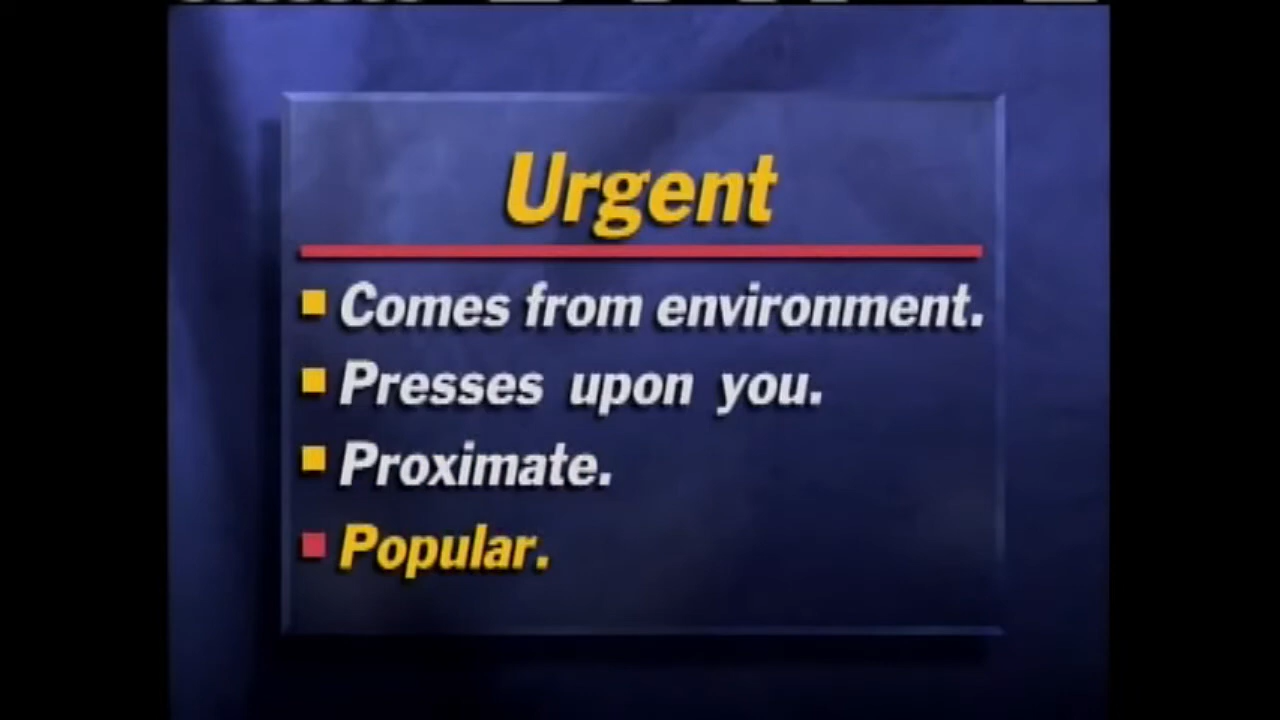 Urgent
Comes from environment.
Presses upon you.
Proximate.
Popular.